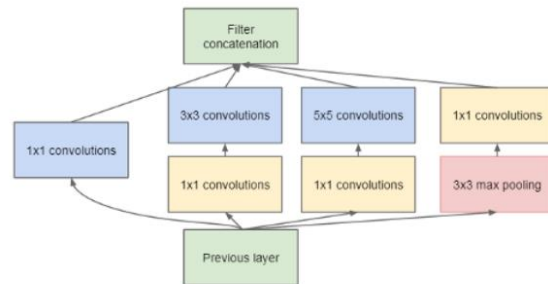 Filter
concatenation
3x3 convolutions
5x5 convolutions
1x1 convolutions
1x1 convolutions
1x1 convolutions
1x1 convolutions
3x3 max pooling
Previous layer